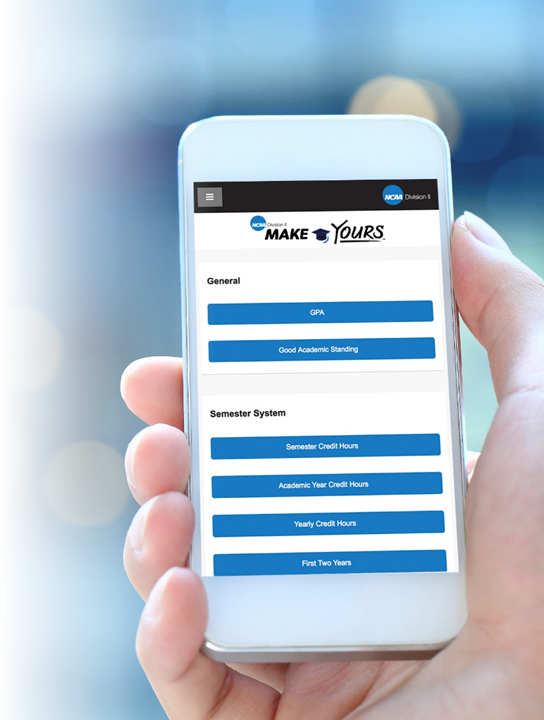 NCAA Division II
NCAA Division II
MAKE YOURS
General
GPA
Good Academic Standing
Semester System
Semester Credit Hours
Academic Year Credit Hours
Yearly Credit Hours
First Two Years